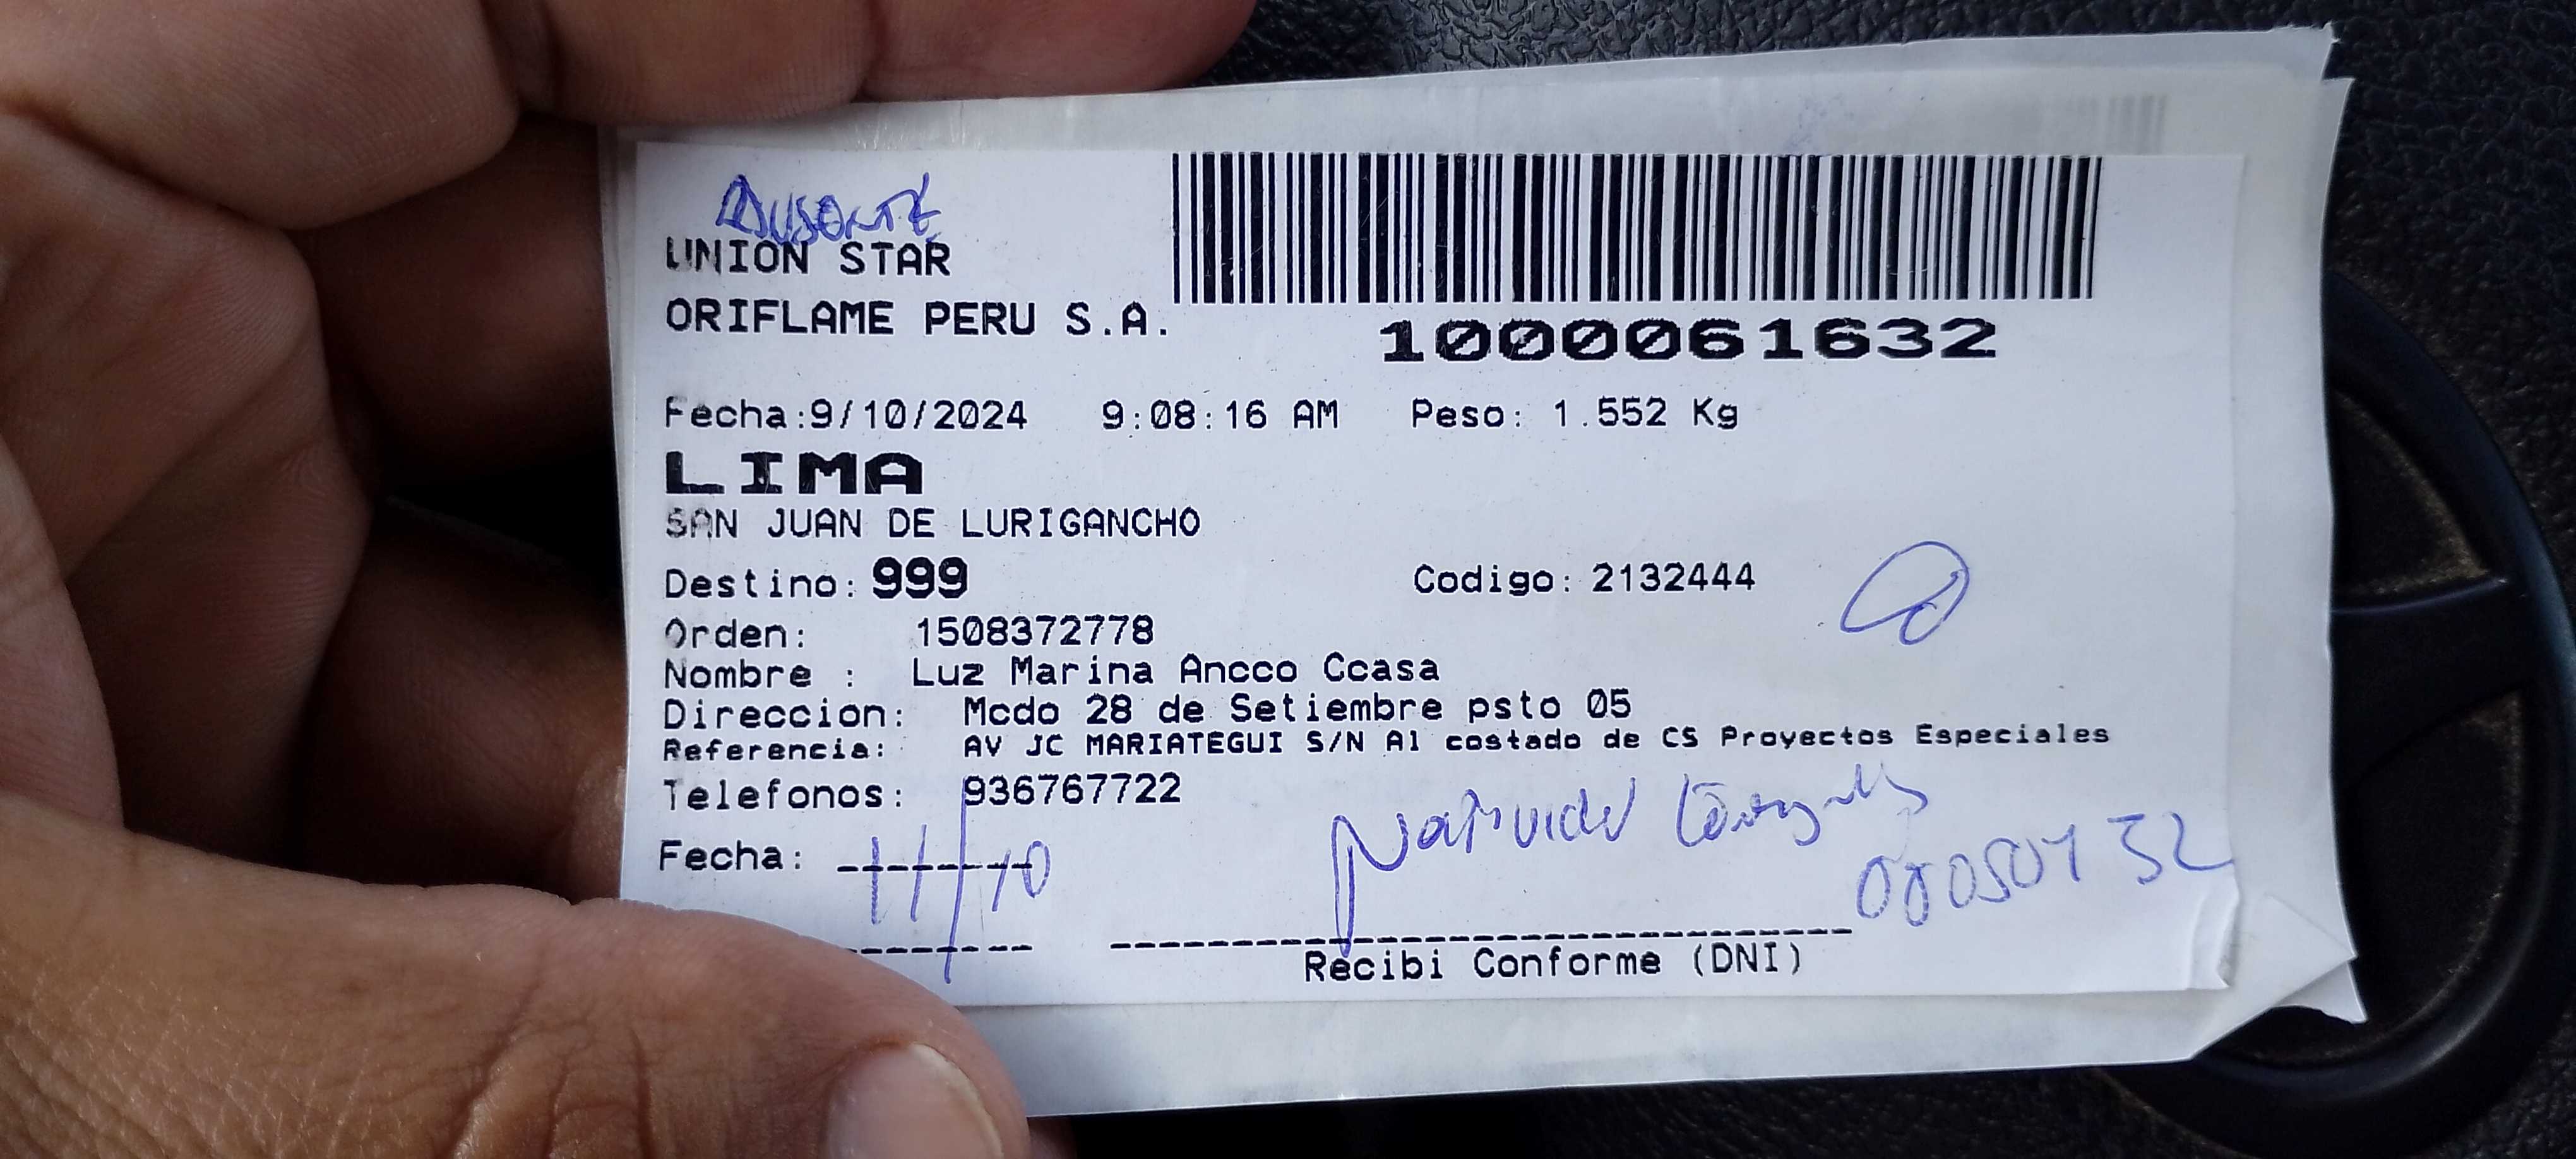 Ausente
UNION STAR
ORIFLAME PERU S.A.
1000061632
Fecha:9/10/2024 9:08:16 AM Peso: 1.552 Kg
LIMA
SAN JUAN DE LURIGANCHO
Destino: 999 Codigo: 2132444
Orden: 1508372778
Nombre : Luz Marina Ancco Ccasa
Direccion: Mcdo 28 de Setiembre psto 05
Referencia: AV JC MARIATEGUI S/N Al costado de CS Proyectos Especiales
Telefonos: 936767722
Fecha: 11/10
Recibi Conforme (DNI)